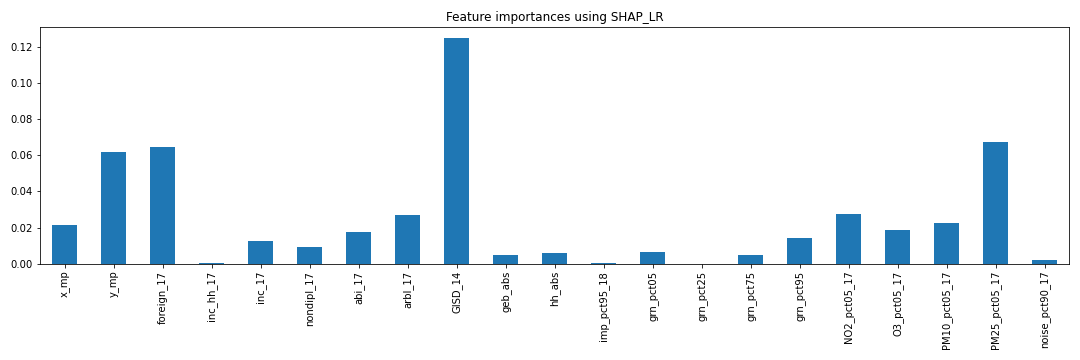 Feature importances using SHAP_LR
0.12
0.10
0.08
0.06
0.04
0.02
0.00
x_mp
y_mp
foreign_17
inc_hh_17
inc_17
nondipl_17
abi_17
arbl_17
GISD_14
geb_abs
hh_abs
imp_pct95_18
grn_pct05
grn_pct25
grn_pct75
grn_pct95
NO2_pct05_17
O3_pct05_17
PM10_pct05_17
PM25_pct05_17
noise_pct90_17